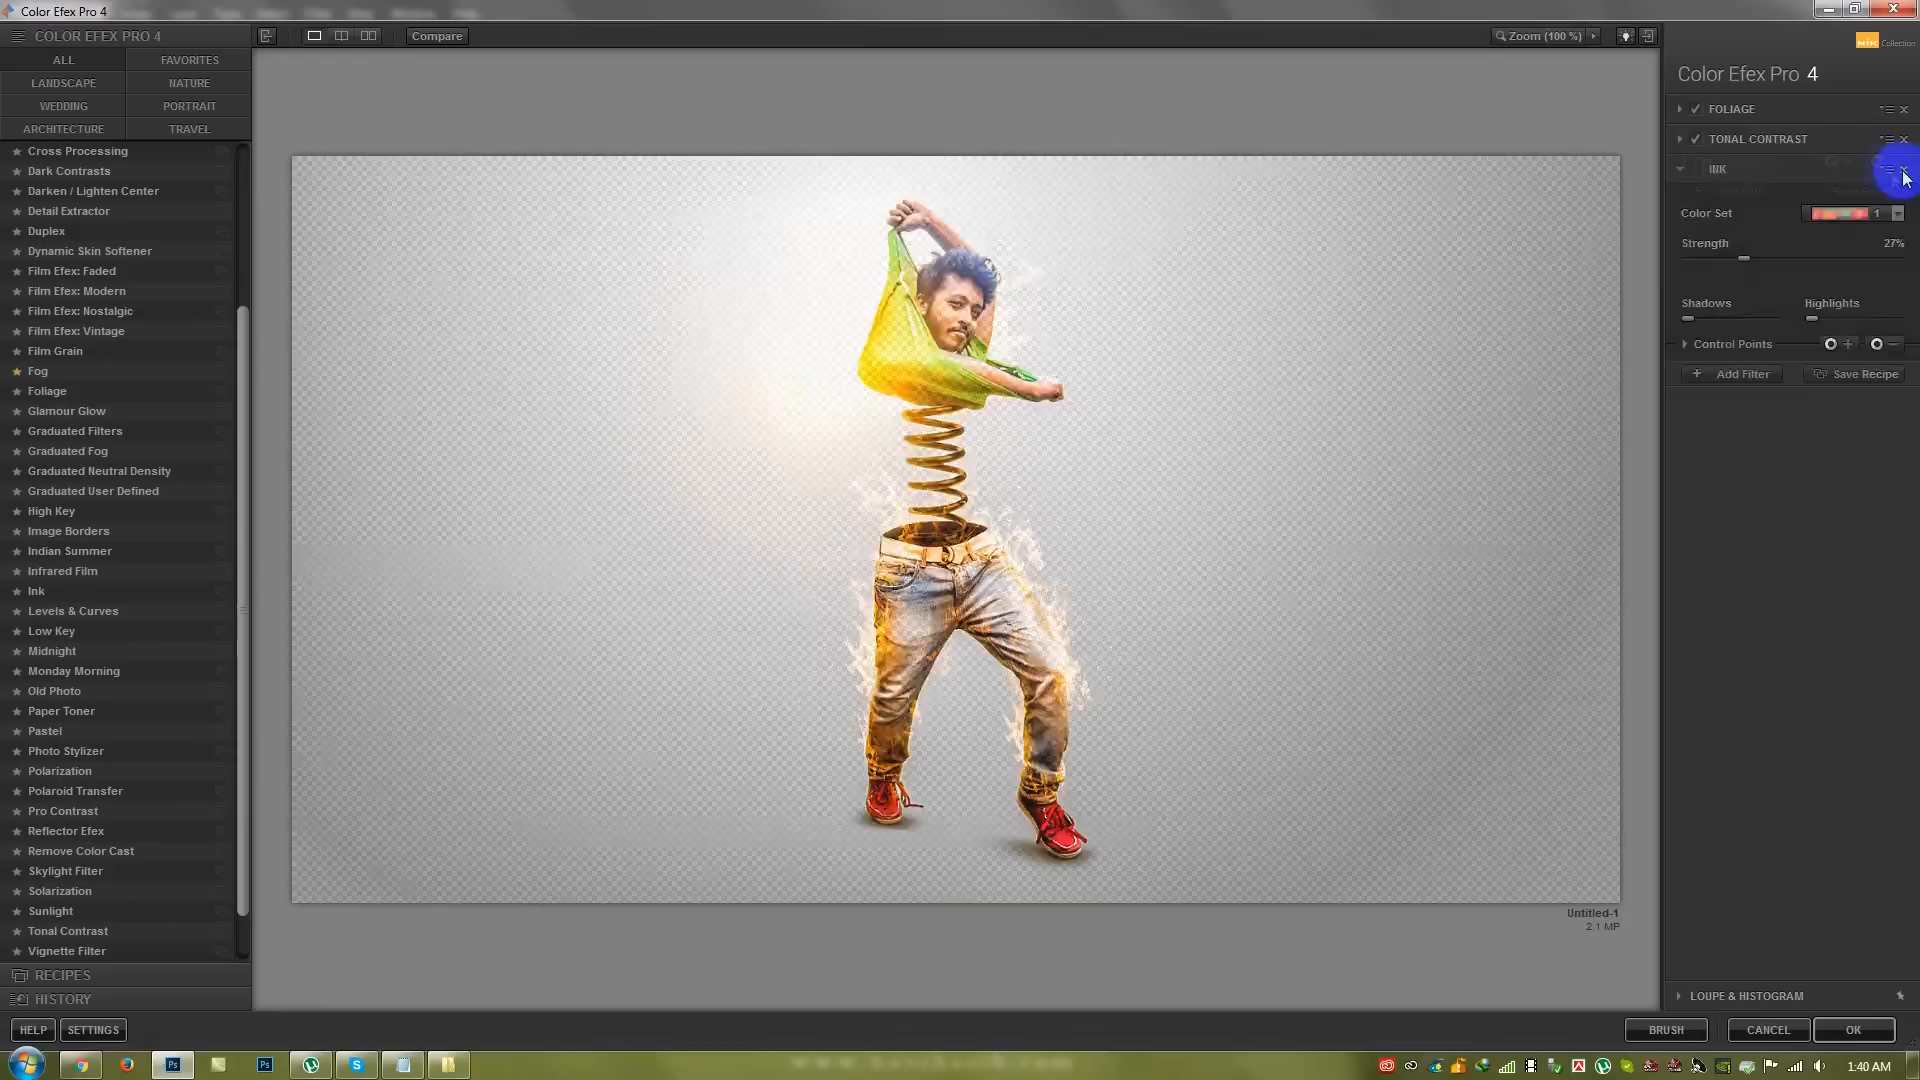 Color Efex Pro 4
COLOR EFEX PRO 4
Compare
Zoom (100 %)
Nik Collection
ALL
FAVORITES
LANDSCAPE
NATURE
WEDDING
PORTRAIT
ARCHITECTURE
TRAVEL
Cross Processing
Dark Contrasts
Darken / Lighten Center
Detail Extractor
Duplex
Dynamic Skin Softener
Film Efex: Faded
Film Efex: Modern
Film Efex: Nostalgic
Film Efex: Vintage
Film Grain
Fog
Foliage
Glamour Glow
Graduated Filters
Graduated Fog
Graduated Neutral Density
Graduated User Defined
High Key
Image Borders
Indian Summer
Infrared Film
Ink
Levels & Curves
Low Key
Midnight
Monday Morning
Old Photo
Paper Toner
Pastel
Photo Stylizer
Polarization
Polaroid Transfer
Pro Contrast
Reflector Efex
Remove Color Cast
Skylight Filter
Solarization
Sunlight
Tonal Contrast
Vignette Filter
RECIPES
HISTORY
HELP
SETTINGS
Untitled-1
2.1 MP
Color Efex Pro 4
FOLIAGE
TONAL CONTRAST
INK
Color Set
1
Strength
27%
Shadows
Highlights
Control Points
Add Filter
Save Recipe
LOUPE & HISTOGRAM
BRUSH
CANCEL
OK
1:40 AM